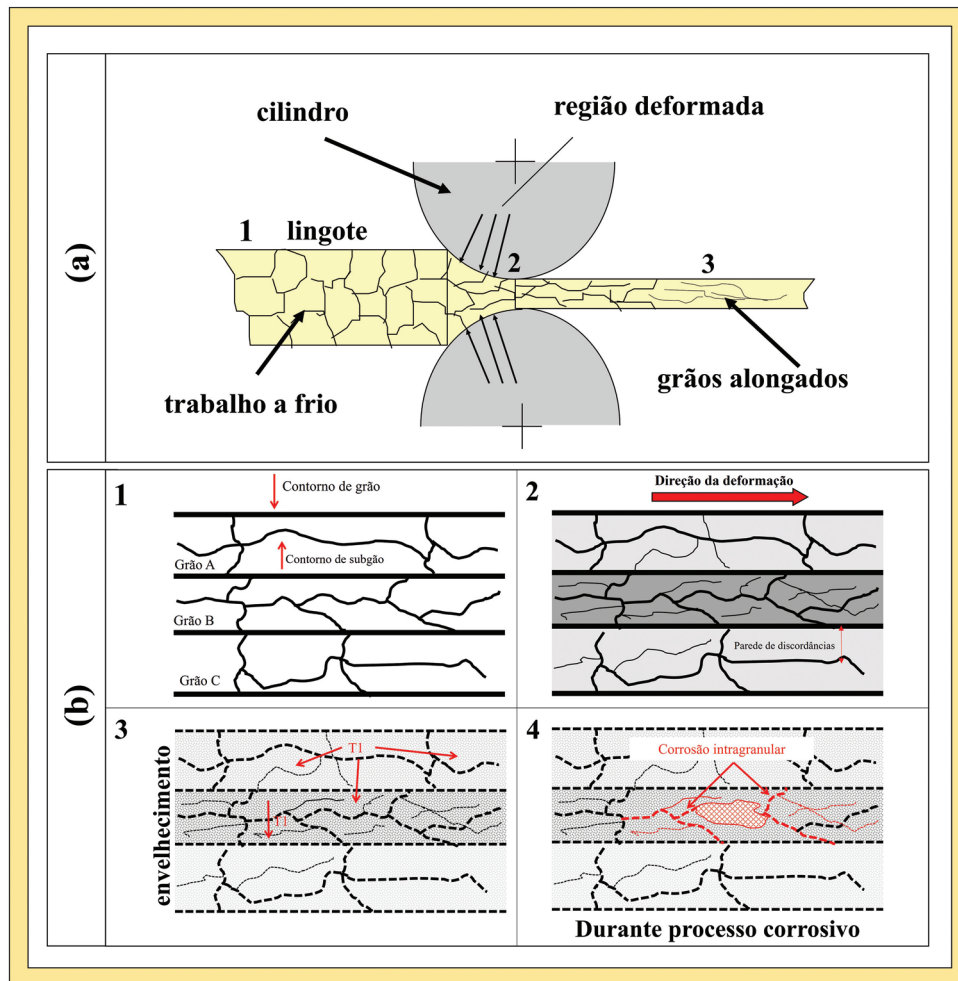 (a)
cilindro
região deformada
1
lingote
2
3
trabalho a frio
grãos alongados
(b)
1
Contorno de grão
Contorno de subgão
Grão A
Grão B
Grão C
2
Direção da deformação
Parede de discordâncias
3
envelhecimento
T1
T1
4
Corrosão intragranular
Durante processo corrosivo